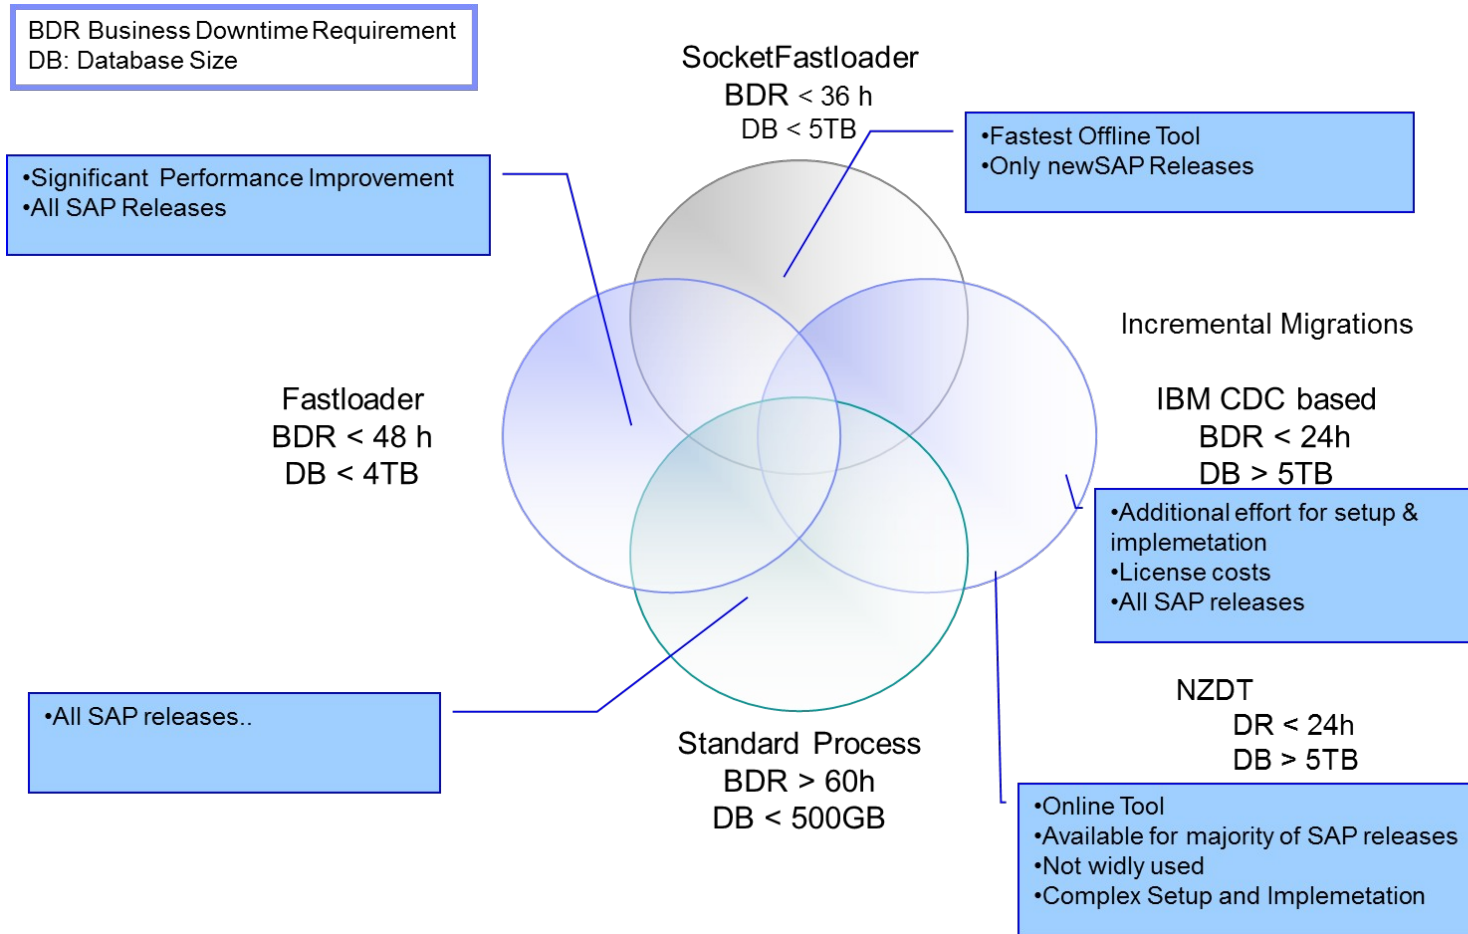 BDR Business Downtime Requirement
DB: Database Size
SocketFastloader
BDR < 36 h
DB < 5TB
•Fastest Offline Tool
•Only newSAP Releases
•Significant Performance Improvement
•All SAP Releases
Incremental Migrations
Fastloader
BDR < 48 h
DB < 4TB
IBM CDC based
BDR < 24h
DB > 5TB
•Additional effort for setup &
implemetation
•License costs
•All SAP releases
•All SAP releases..
Standard Process
BDR > 60h
DB < 500GB
NZDT
DR < 24h
DB > 5TB
•Online Tool
•Available for majority of SAP releases
•Not widly used
•Complex Setup and Implemetation